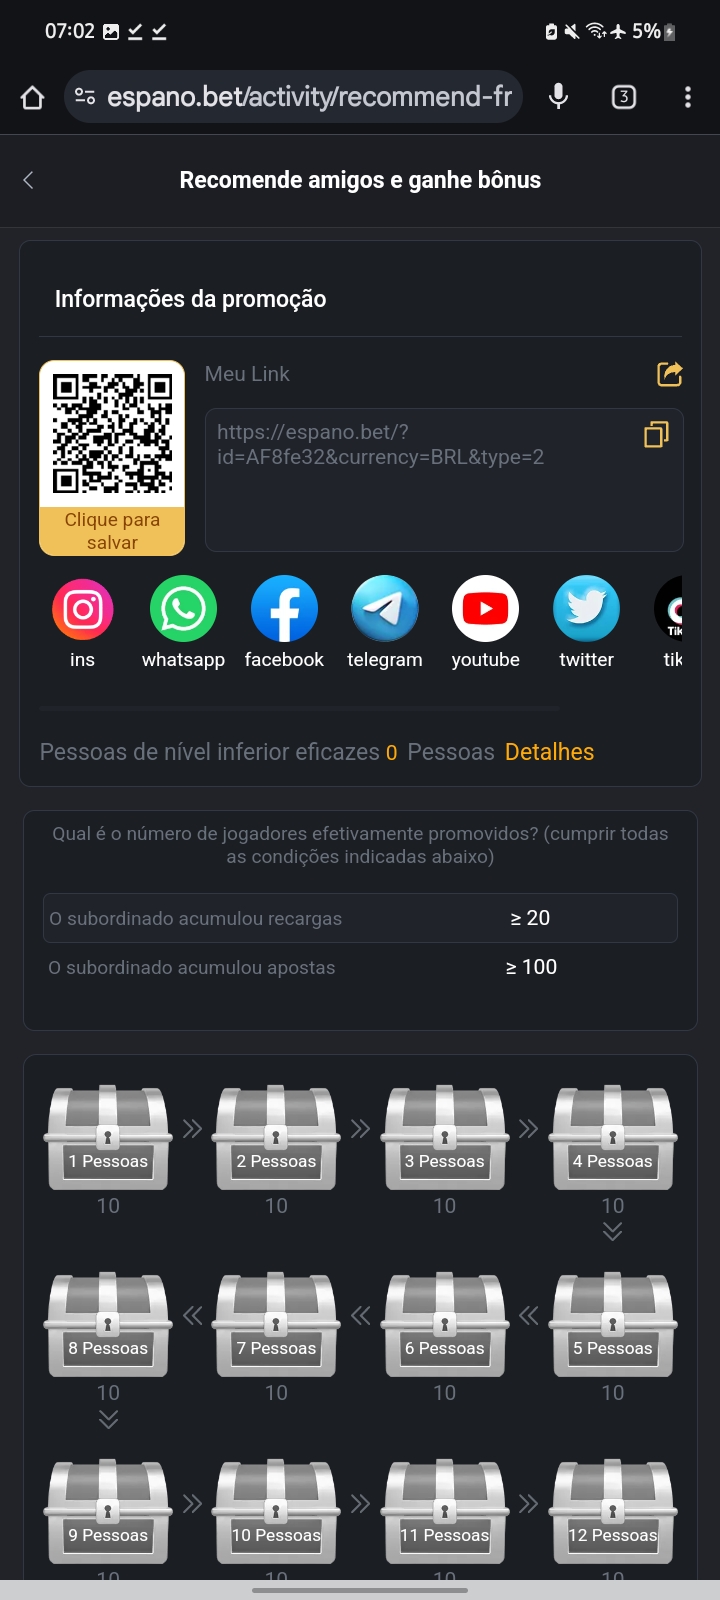 07:02
5%
espano.bet/activity/recommend-fr
3
Recomende amigos e ganhe bônus
Informações da promoção
Meu Link
https://espano.bet/?
id=AF8fe32&currency=BRL&type=2
Clique para
salvar
Tik
ins whatsapp facebook telegram youtube twitter tik
Pessoas de nível inferior eficazes 0 Pessoas Detalhes
Qual é o número de jogadores efetivamente promovidos? (cumprir todas
as condições indicadas abaixo)
O subordinado acumulou recargas ≥ 20
O subordinado acumulou apostas ≥ 100
1 Pessoas 2 Pessoas 3 Pessoas 4 Pessoas
10 10 10 10
8 Pessoas 7 Pessoas 6 Pessoas 5 Pessoas
10 10 10 10
9 Pessoas 10 Pessoas 11 Pessoas 12 Pessoas
10 10 10 10